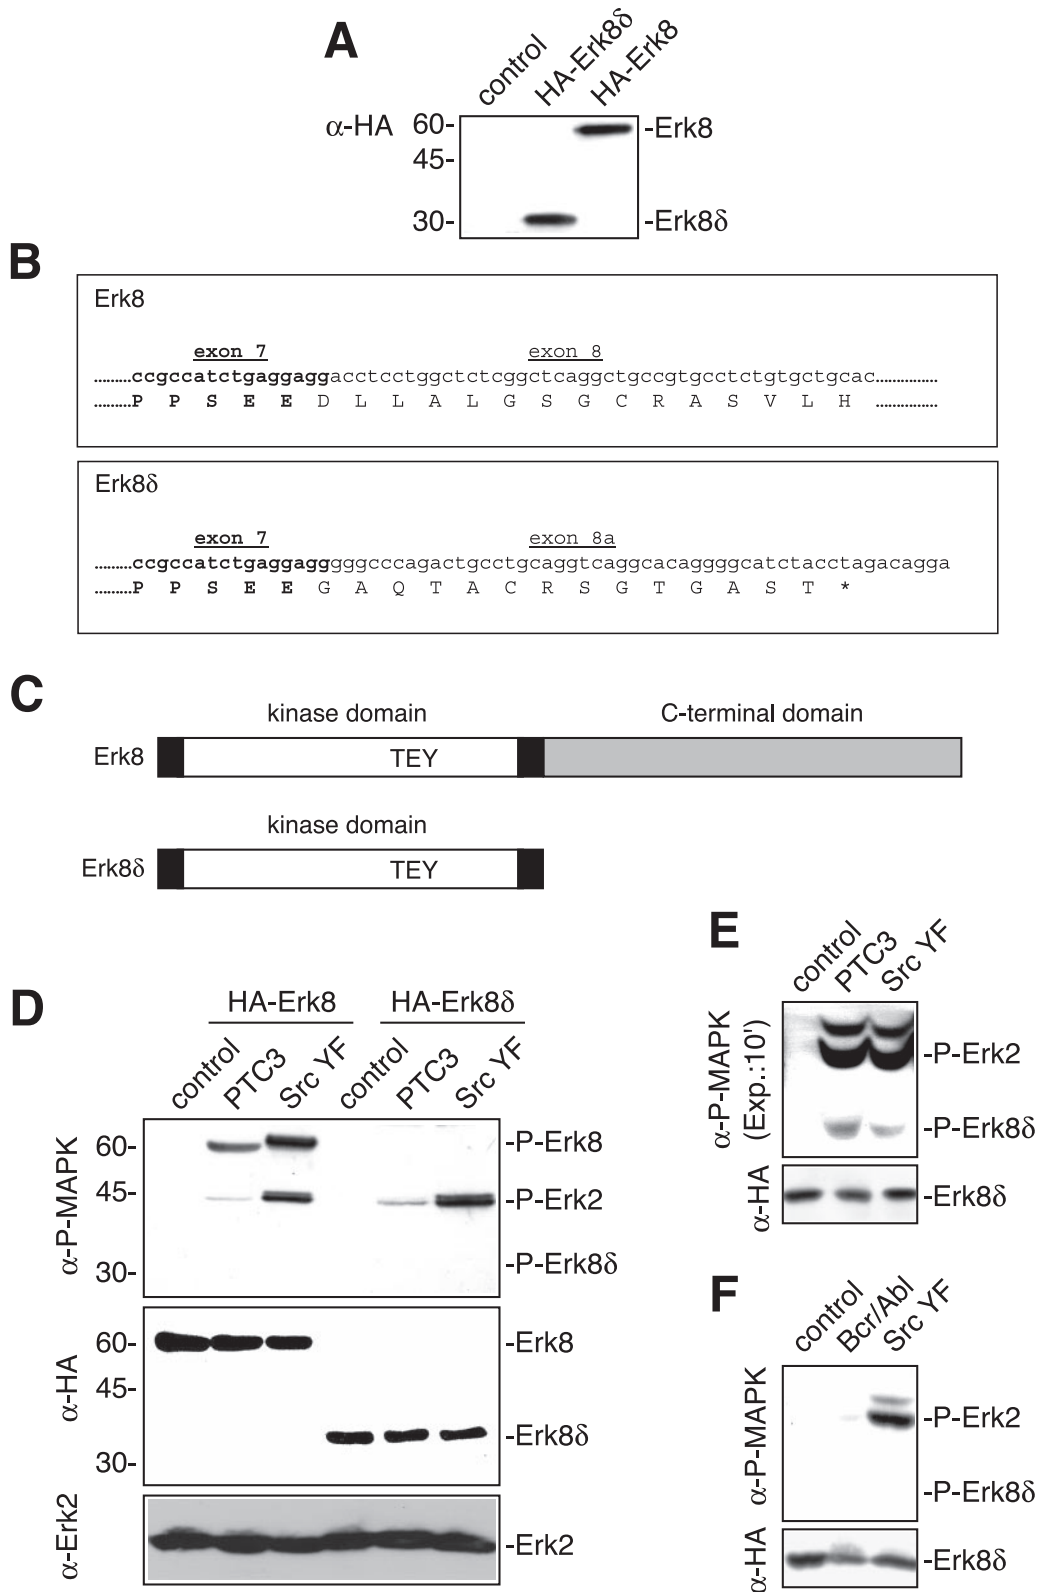 A
control
HA-Erk8δ
HA-Erk8
α-HA
60-
45-
30-
-Erk8
-Erk8δ
B
Erk8
exon 7 exon 8
.........ccgccatctgaggaggacctcctggctctcggctcaggctgccgtgcctctgtgctgcac...............
.........P P S E E D L L A L G S G C R A S V L H ...............
Erk8δ
exon 7 exon 8a
.........ccgccatctgaggagggggcccagactgcctgcaggtcaggcacaggggcatctacctagacagga
.........P P S E E G A Q T A C R S G T G A S T *
C
kinase domain C-terminal domain
Erk8 TEY
kinase domain
Erk8δ TEY
D
HA-Erk8 HA-Erk8δ
control
PTC3
Src YF
control
PTC3
Src YF
α-P-MAPK
60-
45-
30-
-P-Erk8
-P-Erk2
-P-Erk8δ
α-HA
60-
45-
30-
-Erk8
-Erk8δ
α-Erk2
-Erk2
E
control
PTC3
Src YF
α-P-MAPK
(Exp.:10')
-P-Erk2
-P-Erk8δ
α-HA
-Erk8δ
F
control
Bcr/Abl
Src YF
α-P-MAPK
-P-Erk2
-P-Erk8δ
α-HA
-Erk8δ